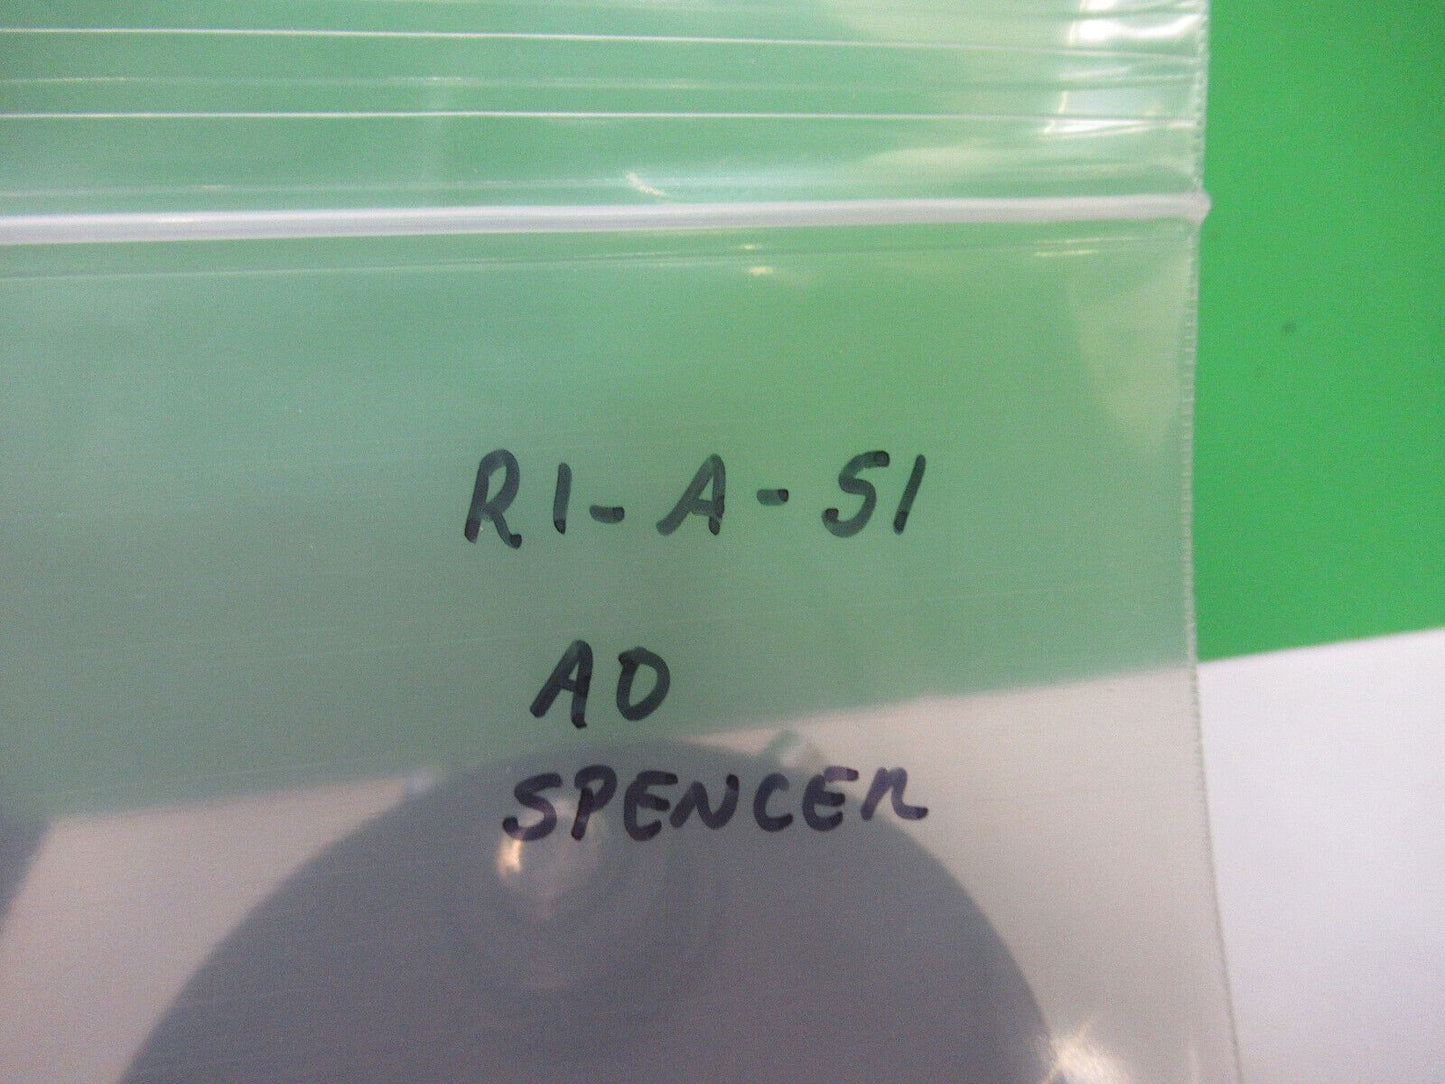 R1-A-51
AO
SPENCER